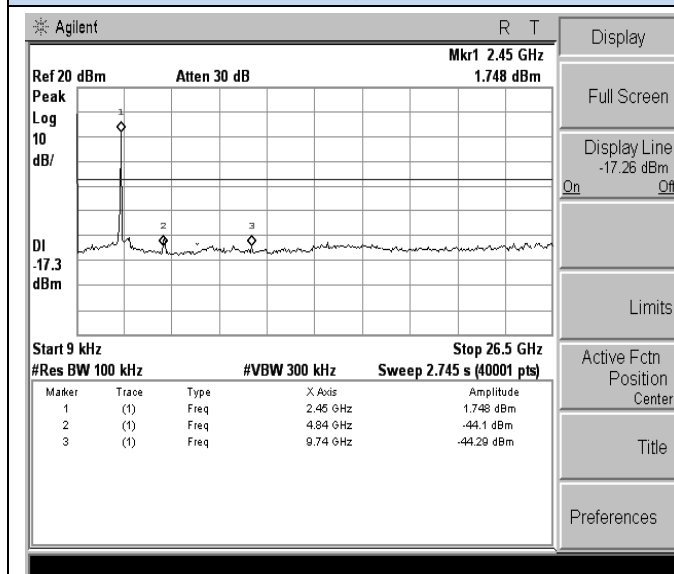 Agilent R T
Mkr1 2.45 GHz
Ref 20 dBm Atten 30 dB 1.748 dBm
Peak
Log
10
dB/
1
2
3
DI
-17.3
dBm
Start 9 kHz Stop 26.5 GHz
#Res BW 100 kHz #VBW 300 kHz Sweep 2.745 s (40001 pts)
Marker Trace Type X Axis Amplitude
1 (1) Freq 2.45 GHz 1.748 dBm
2 (1) Freq 4.84 GHz -44.1 dBm
3 (1) Freq 9.74 GHz -44.29 dBm
Display
Full Screen
Display Line
-17.26 dBm
On Off
Limits
Active Fctn
Position
Center
Title
Preferences